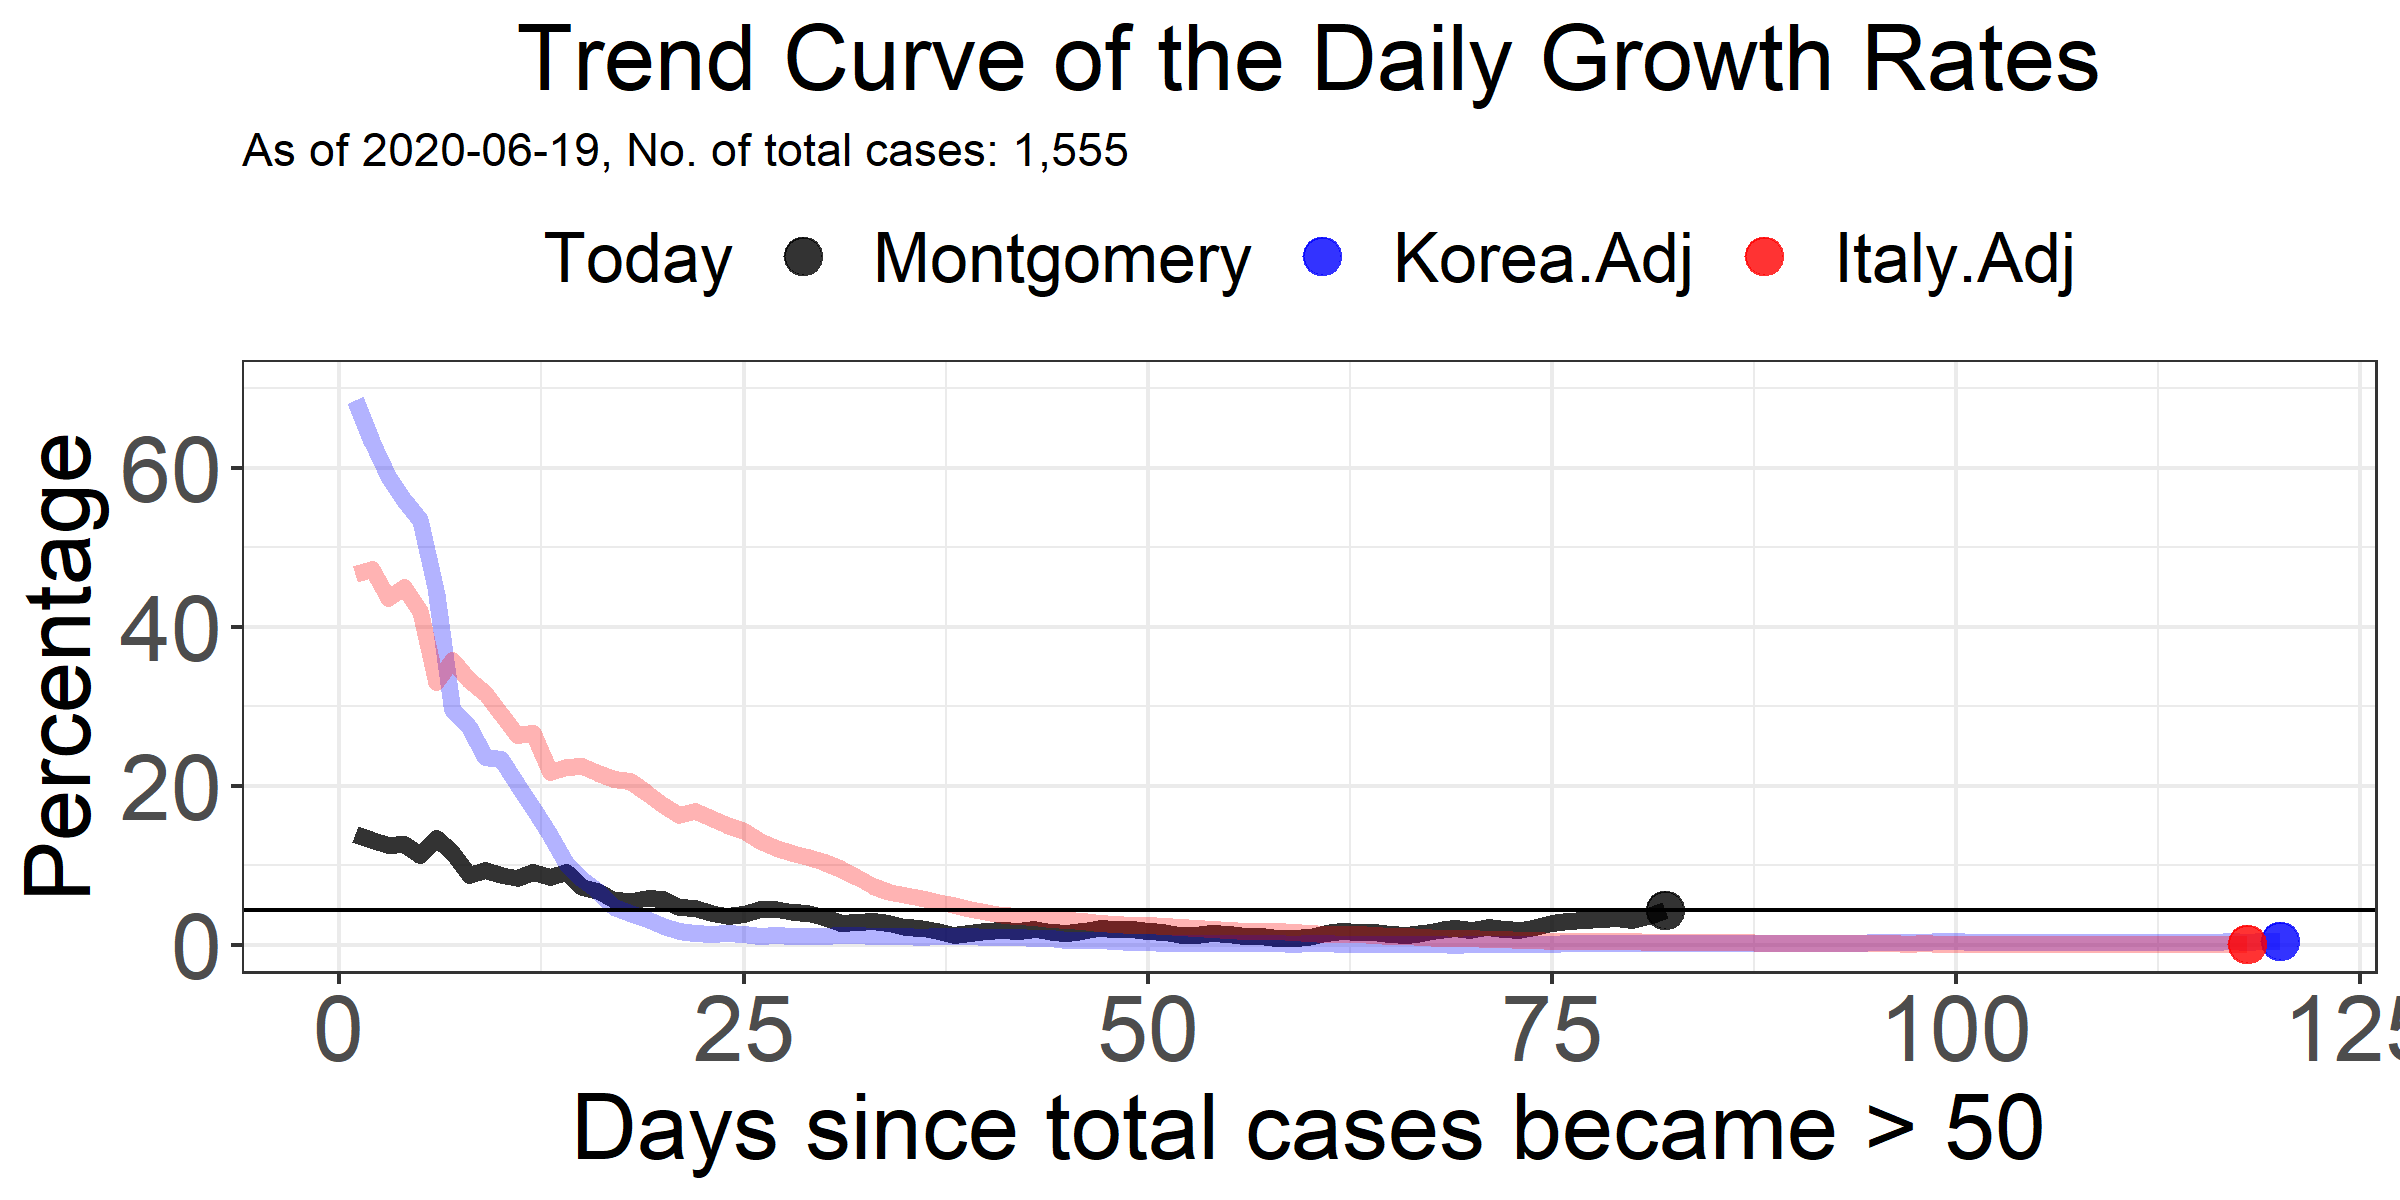 Trend Curve of the Daily Growth Rates
As of 2020-06-19, No. of total cases: 1,555
Today Montgomery Korea.Adj Italy.Adj
Percentage
60
40
20
0
0 25 50 75 100 125
Days since total cases became > 50